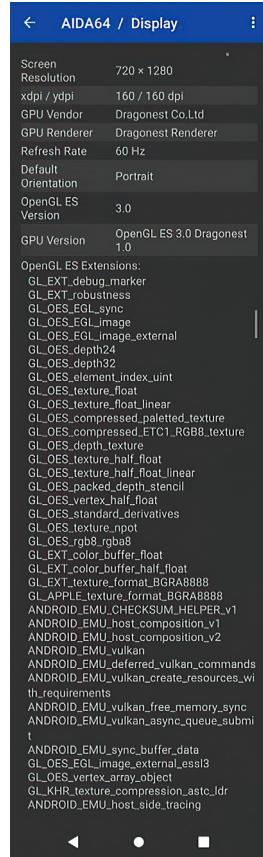 AIDA64 / Display
Screen Resolution 720 × 1280
xdpi / ydpi 160 / 160 dpi
GPU Vendor Dragonest Co.Ltd
GPU Renderer Dragonest Renderer
Refresh Rate 60 Hz
Default Orientation Portrait
OpenGL ES Version 3.0
GPU Version OpenGL ES 3.0 Dragonest 1.0
OpenGL ES Extensions:
GL_EXT_debug_marker
GL_EXT_robustness
GL_OES_EGL_sync
GL_OES_EGL_image
GL_OES_EGL_image_external
GL_OES_depth24
GL_OES_depth32
GL_OES_element_index_uint
GL_OES_texture_float
GL_OES_texture_float_linear
GL_OES_compressed_paletted_texture
GL_OES_compressed_ETC1_RGB8_texture
GL_OES_depth_texture
GL_OES_texture_half_float
GL_OES_texture_half_float_linear
GL_OES_packed_depth_stencil
GL_OES_vertex_half_float
GL_OES_standard_derivatives
GL_OES_texture_npot
GL_OES_rgb8_rgba8
GL_EXT_color_buffer_float
GL_EXT_color_buffer_half_float
GL_EXT_texture_format_BGRA8888
GL_APPLE_texture_format_BGRA8888
ANDROID_EMU_CHECKSUM_HELPER_v1
ANDROID_EMU_host_composition_v1
ANDROID_EMU_host_composition_v2
ANDROID_EMU_vulkan
ANDROID_EMU_deferred_vulkan_commands
ANDROID_EMU_vulkan_create_resources_wi
th_requirements
ANDROID_EMU_vulkan_free_memory_sync
ANDROID_EMU_vulkan_async_queue_submi
t
ANDROID_EMU_sync_buffer_data
GL_OES_EGL_image_external_essl3
GL_OES_vertex_array_object
GL_KHR_texture_compression_astc_ldr
ANDROID_EMU_host_side_tracing